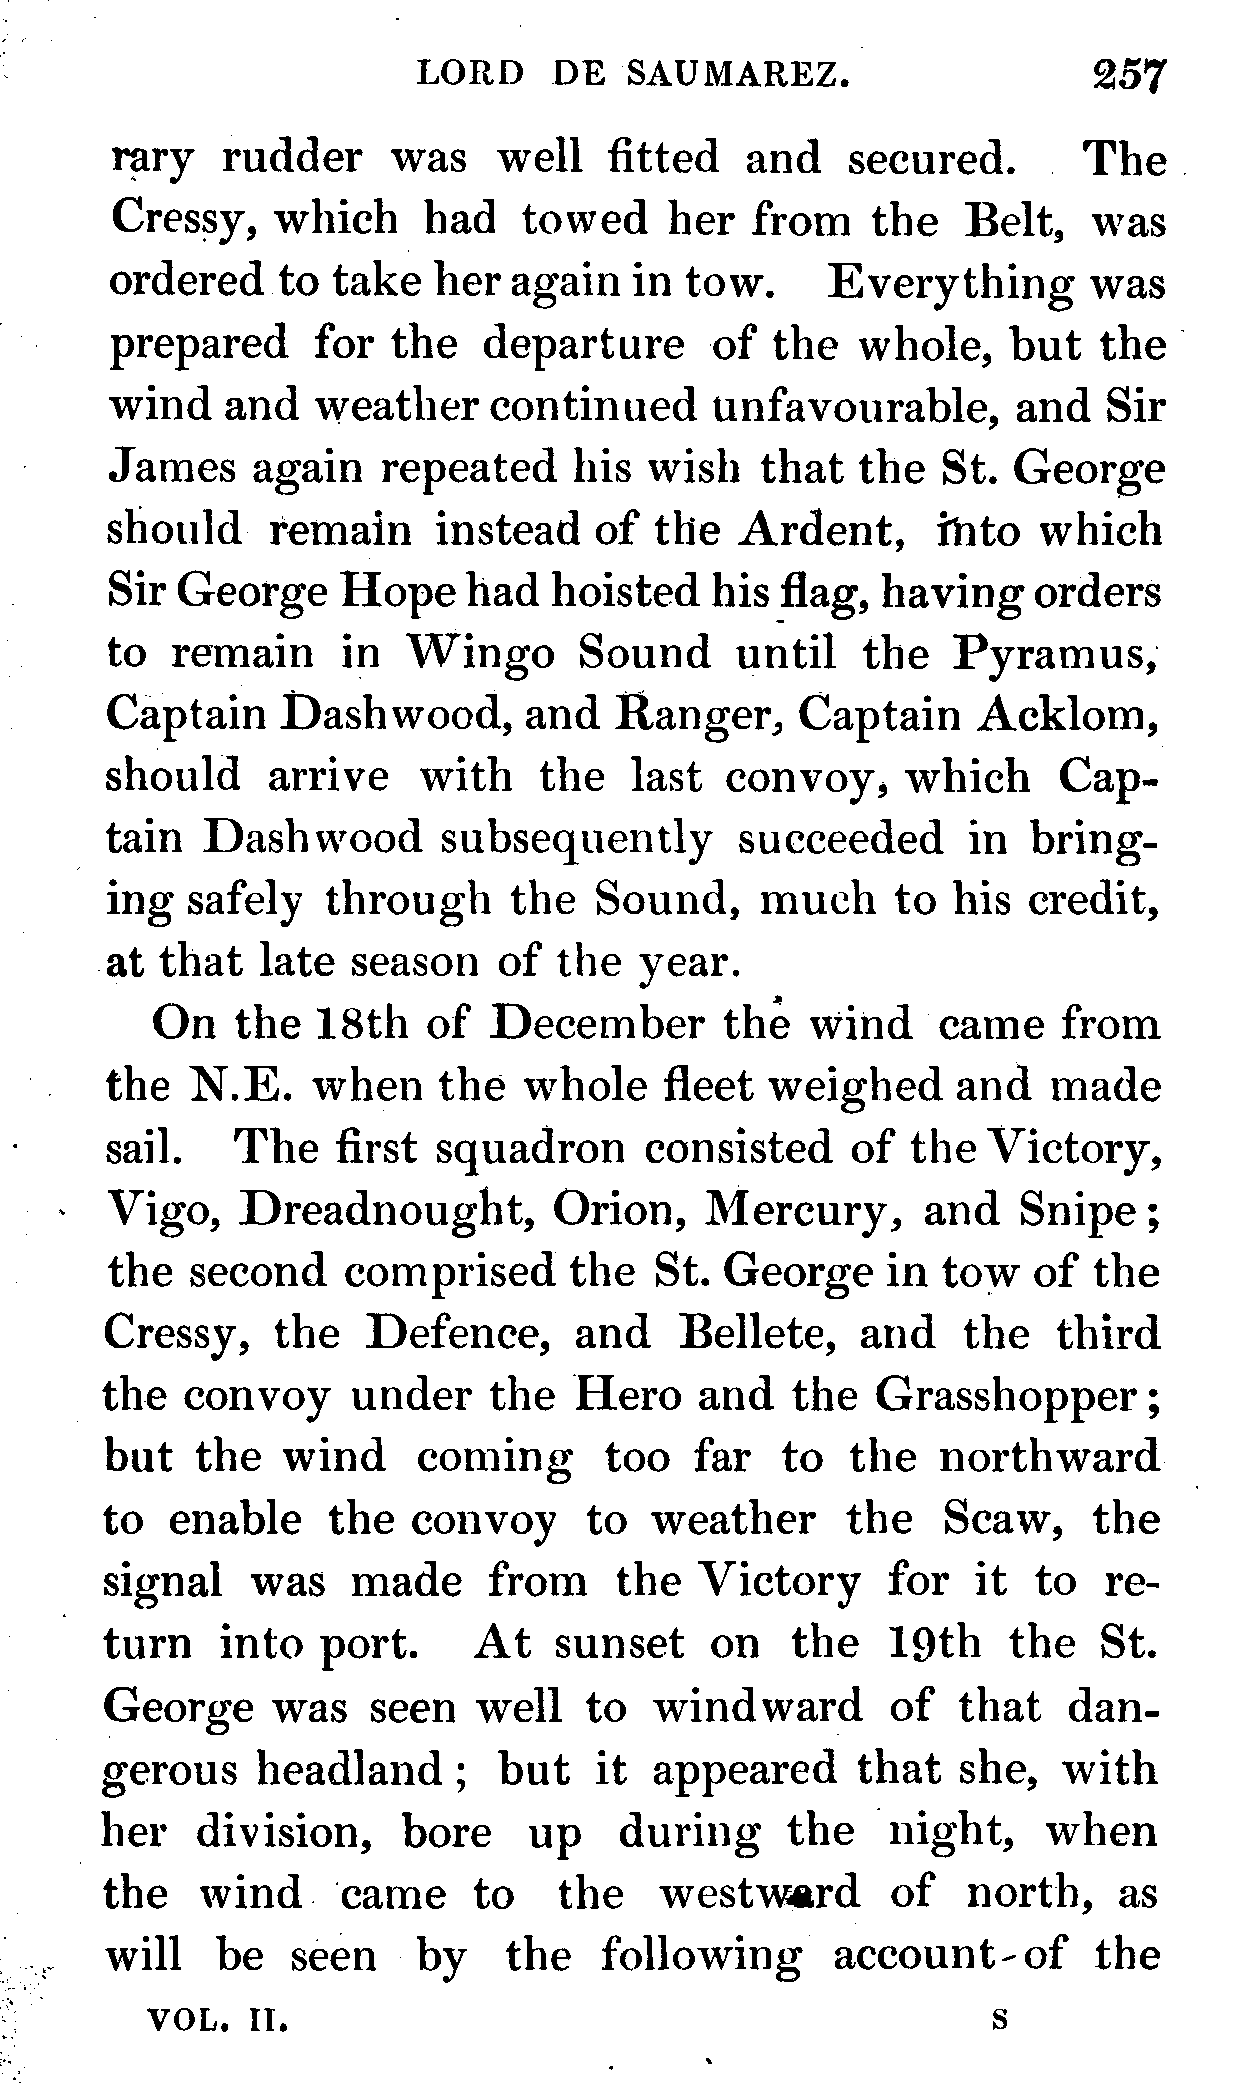 LORD DE SAUMAREZ. 257
rary rudder was well fitted and secured. The
Cressy, which had towed her from the Belt, was
ordered to take her again in tow. Everything was
prepared for the departure of the whole, but the
wind and weather continued unfavourable, and Sir
James again repeated his wish that the St. George
should remain instead of the Ardent, into which
Sir George Hope had hoisted his flag, having orders
to remain in Wingo Sound until the Pyramus,
Captain Dashwood, and Ranger, Captain Acklom,
should arrive with the last convoy, which Cap-
tain Dashwood subsequently succeeded in bring-
ing safely through the Sound, much to his credit,
at that late season of the year.
On the 18th of December the wind came from
the N.E. when the whole fleet weighed and made
sail. The first squadron consisted of the Victory,
Vigo, Dreadnought, Orion, Mercury, and Snipe;
the second comprised the St. George in tow of the
Cressy, the Defence, and Bellete, and the third
the convoy under the Hero and the Grasshopper;
but the wind coming too far to the northward
to enable the convoy to weather the Scaw, the
signal was made from the Victory for it to re-
turn into port. At sunset on the 19th the St.
George was seen well to windward of that dan-
gerous headland; but it appeared that she, with
her division, bore up during the night, when
the wind came to the westward of north, as
will be seen by the following account of the
VOL. II. S